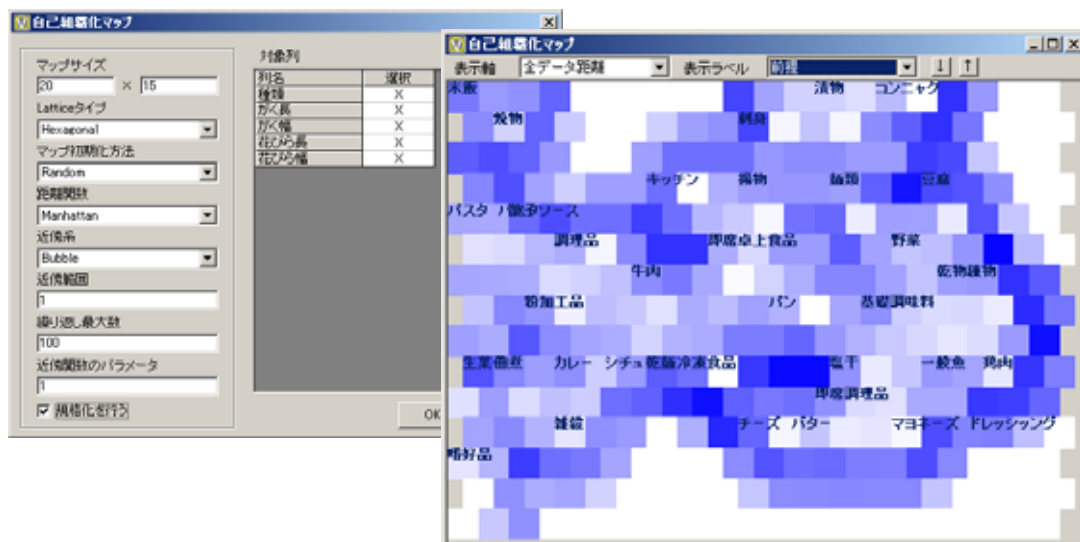 自己組織化マップ
マップサイズ
20 × 15
Latticeタイプ
Hexagonal
マップ初期化方法
Random
距離関数
Manhattan
近傍系
Bubble
近傍範囲
1
繰り返し最大数
100
近傍関数のパラメータ
1
規格化を行う
対象列
列名 選択
種類 X
がく長 X
がく幅 X
花びら長 X
花びら幅 X
OK
自己組織化マップ
表示軸 全データ距離 表示ラベル
米飯 漬物 コンニャク
焼物 刺身
キッチン 揚物 麺類 豆腐
パスタ ソース
調理品 即席卓上食品 野菜
牛肉 乾物穀物
粉加工品 パン 基礎調味料
生菓 カレー シチュ 冷凍食品 塩干 一般魚 鶏肉
即席調理品
雑穀 チーズ バター マヨネーズ ドレッシング
嗜好品